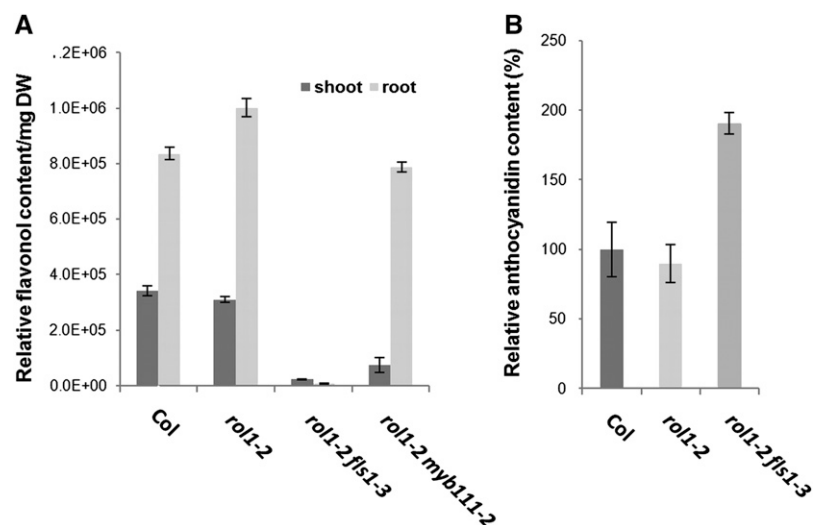 A
Relative flavonol content/mg DW
.2E+06
1.0E+06
8.0E+05
6.0E+05
4.0E+05
2.0E+05
0.0E+00
shoot root
Col
rol1-2
rol1-2 fls1-3
rol1-2 myb111-2
B
Relative anthocyanidin content (%)
250
200
150
100
50
0
Col
rol1-2
rol1-2 fls1-3